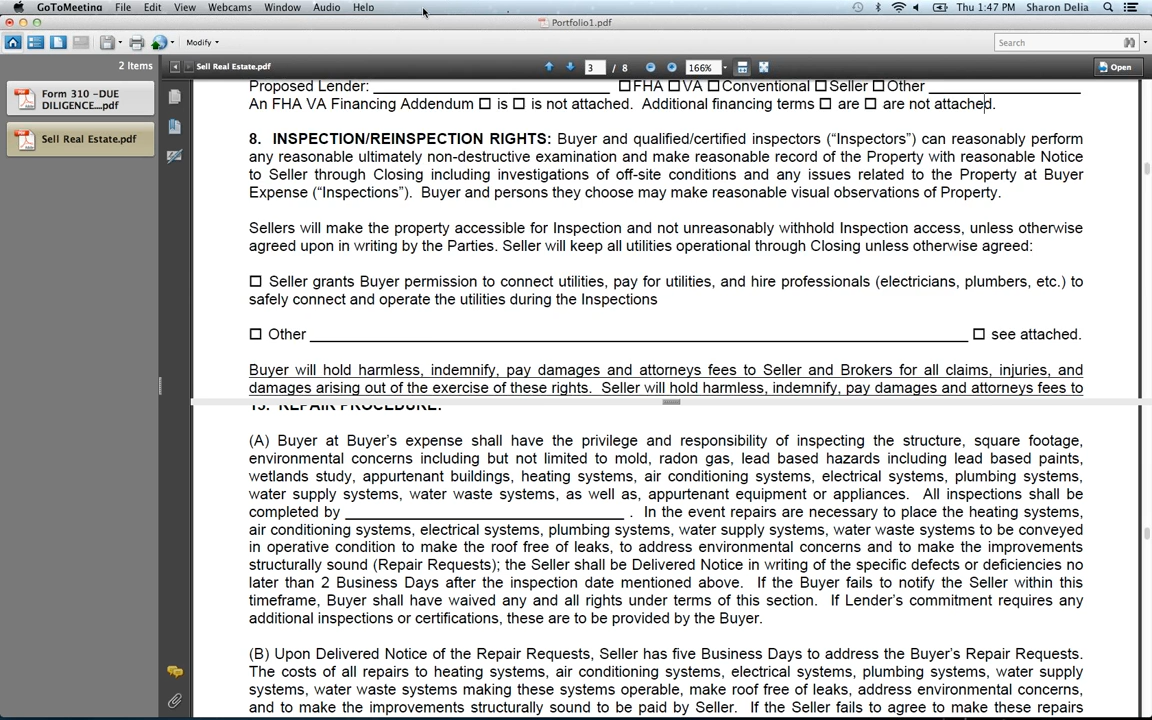 GoToMeeting File Edit View Webcams Window Audio Help Thu 1:47 PM Sharon Delia
Portfolio1.pdf
Modify Search
2 Items
Sell Real Estate.pdf 3 / 8 166% Open
Form 310 -DUE
DILIGENCE....pdf
Sell Real Estate.pdf
Proposed Lender: ☐FHA ☐VA ☐Conventional ☐Seller ☐Other
An FHA VA Financing Addendum ☐ is ☐ is not attached. Additional financing terms ☐ are ☐ are not attached.
8. INSPECTION/REINSPECTION RIGHTS: Buyer and qualified/certified inspectors (“Inspectors”) can reasonably perform
any reasonable ultimately non-destructive examination and make reasonable record of the Property with reasonable Notice
to Seller through Closing including investigations of off-site conditions and any issues related to the Property at Buyer
Expense (“Inspections”). Buyer and persons they choose may make reasonable visual observations of Property.
Sellers will make the property accessible for Inspection and not unreasonably withhold Inspection access, unless otherwise
agreed upon in writing by the Parties. Seller will keep all utilities operational through Closing unless otherwise agreed:
☐ Seller grants Buyer permission to connect utilities, pay for utilities, and hire professionals (electricians, plumbers, etc.) to
safely connect and operate the utilities during the Inspections
☐ Other ☐ see attached.
Buyer will hold harmless, indemnify, pay damages and attorneys fees to Seller and Brokers for all claims, injuries, and
damages arising out of the exercise of these rights. Seller will hold harmless, indemnify, pay damages and attorneys fees to
15. REPAIR PROCEDURE:
(A) Buyer at Buyer’s expense shall have the privilege and responsibility of inspecting the structure, square footage,
environmental concerns including but not limited to mold, radon gas, lead based hazards including lead based paints,
wetlands study, appurtenant buildings, heating systems, air conditioning systems, electrical systems, plumbing systems,
water supply systems, water waste systems, as well as, appurtenant equipment or appliances. All inspections shall be
completed by . In the event repairs are necessary to place the heating systems,
air conditioning systems, electrical systems, plumbing systems, water supply systems, water waste systems to be conveyed
in operative condition to make the roof free of leaks, to address environmental concerns and to make the improvements
structurally sound (Repair Requests); the Seller shall be Delivered Notice in writing of the specific defects or deficiencies no
later than 2 Business Days after the inspection date mentioned above. If the Buyer fails to notify the Seller within this
timeframe, Buyer shall have waived any and all rights under terms of this section. If Lender’s commitment requires any
additional inspections or certifications, these are to be provided by the Buyer.
(B) Upon Delivered Notice of the Repair Requests, Seller has five Business Days to address the Buyer’s Repair Requests.
The costs of all repairs to heating systems, air conditioning systems, electrical systems, plumbing systems, water supply
systems, water waste systems making these systems operable, make roof free of leaks, address environmental concerns,
and to make the improvements structurally sound to be paid by Seller. If the Seller fails to agree to make these repairs